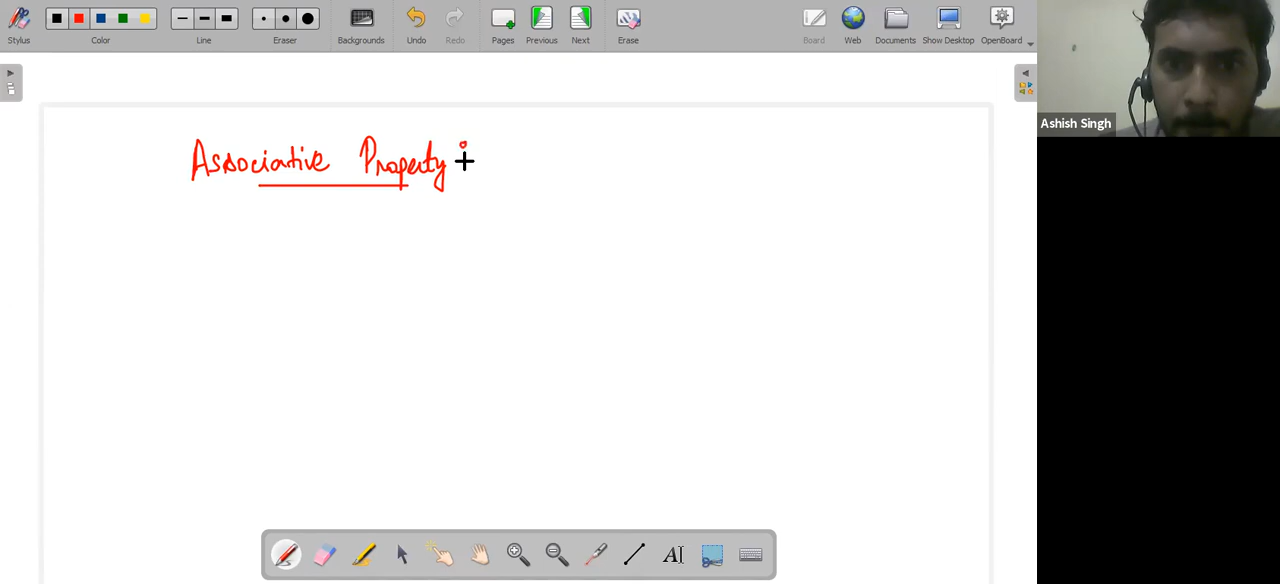 Stylus Color Line Eraser Backgrounds Undo Redo Pages Previous Next Erase Board Web Documents Show Desktop OpenBoard
Ashish Singh
Associative Property :
A